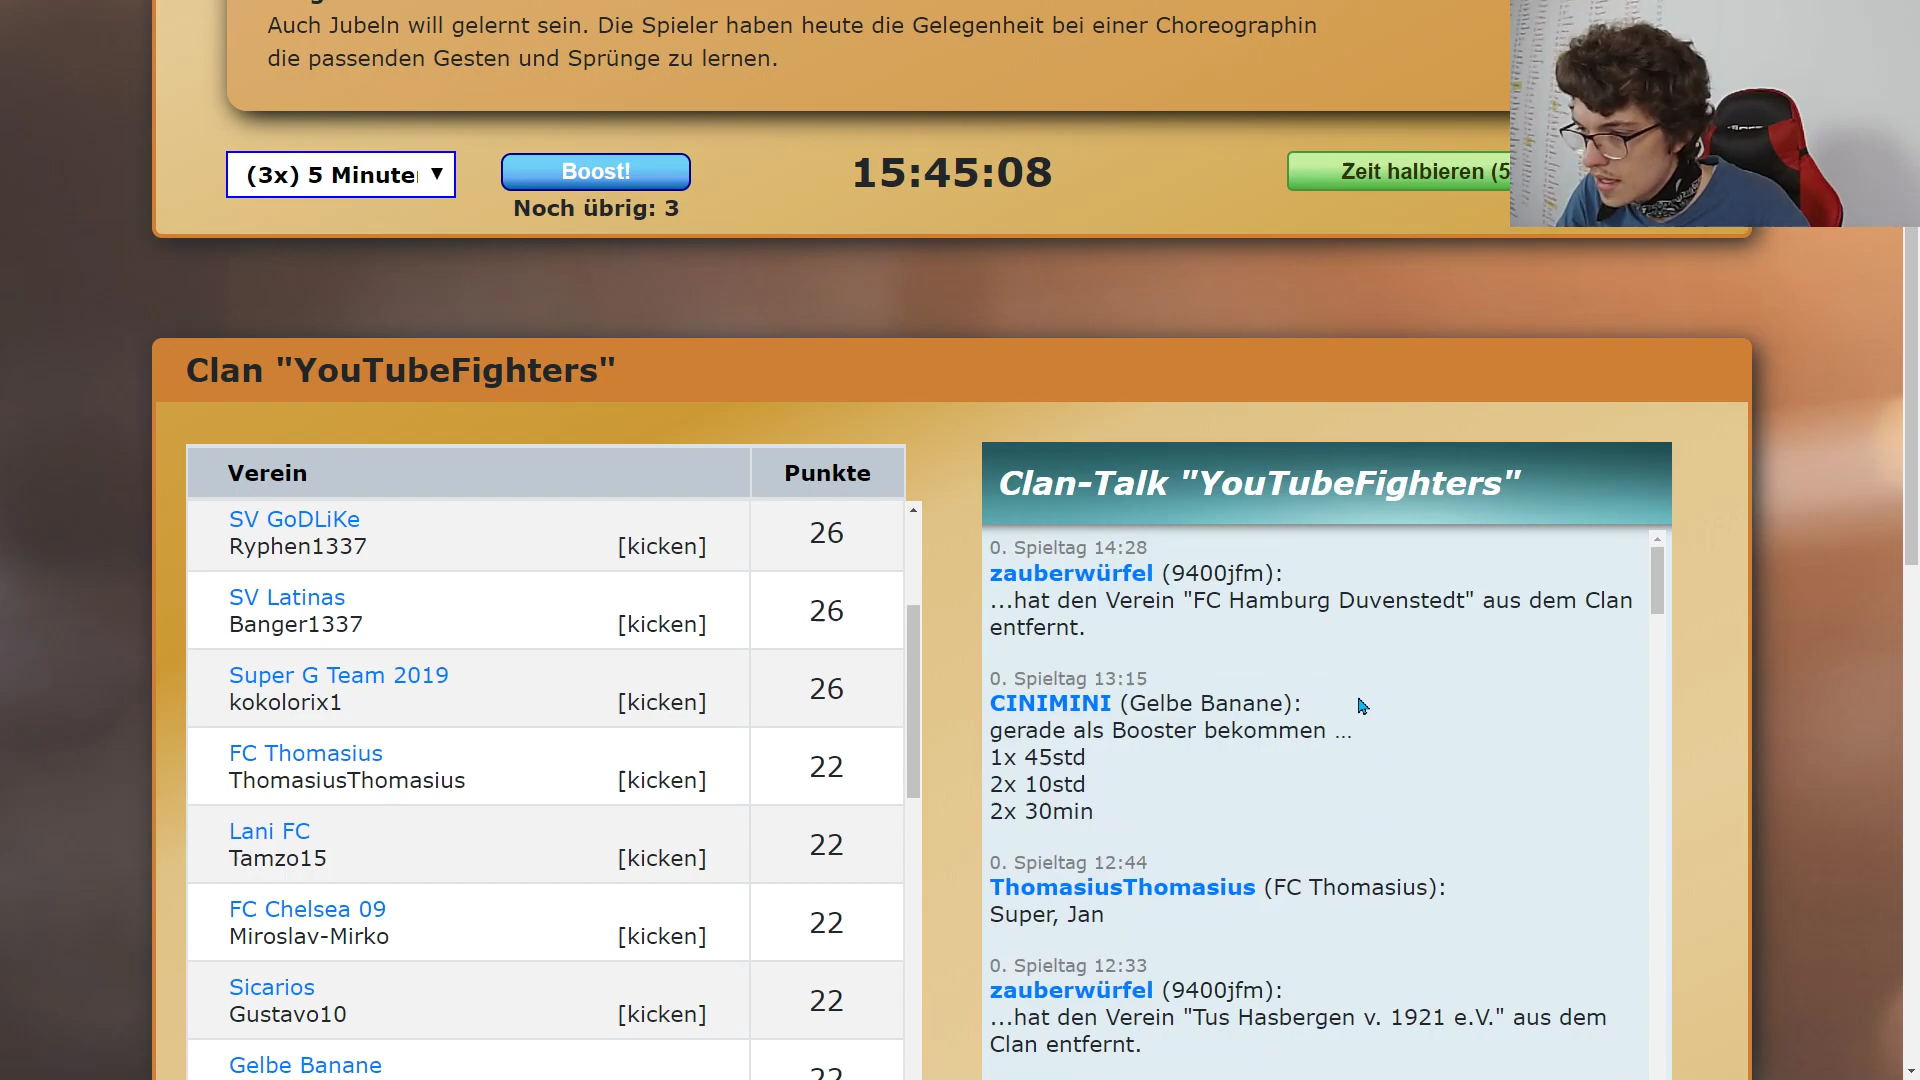 Auch Jubeln will gelernt sein. Die Spieler haben heute die Gelegenheit bei einer Choreographin
die passenden Gesten und Sprünge zu lernen.
(3x) 5 Minute
Boost!
15:45:08
Zeit halbieren (5
Noch übrig: 3
Clan "YouTubeFighters"
Verein Punkte
SV GoDLiKe
Ryphen1337 [kicken] 26
SV Latinas
Banger1337 [kicken] 26
Super G Team 2019
kokolorix1 [kicken] 26
FC Thomasius
ThomasiusThomasius [kicken] 22
Lani FC
Tamzo15 [kicken] 22
FC Chelsea 09
Miroslav-Mirko [kicken] 22
Sicarios
Gustavo10 [kicken] 22
Gelbe Banane
22
Clan-Talk "YouTubeFighters"
0. Spieltag 14:28
zauberwürfel (9400jfm):
...hat den Verein "FC Hamburg Duvenstedt" aus dem Clan
entfernt.
0. Spieltag 13:15
CINIMINI (Gelbe Banane):
gerade als Booster bekommen ...
1x 45std
2x 10std
2x 30min
0. Spieltag 12:44
ThomasiusThomasius (FC Thomasius):
Super, Jan
0. Spieltag 12:33
zauberwürfel (9400jfm):
...hat den Verein "Tus Hasbergen v. 1921 e.V." aus dem
Clan entfernt.